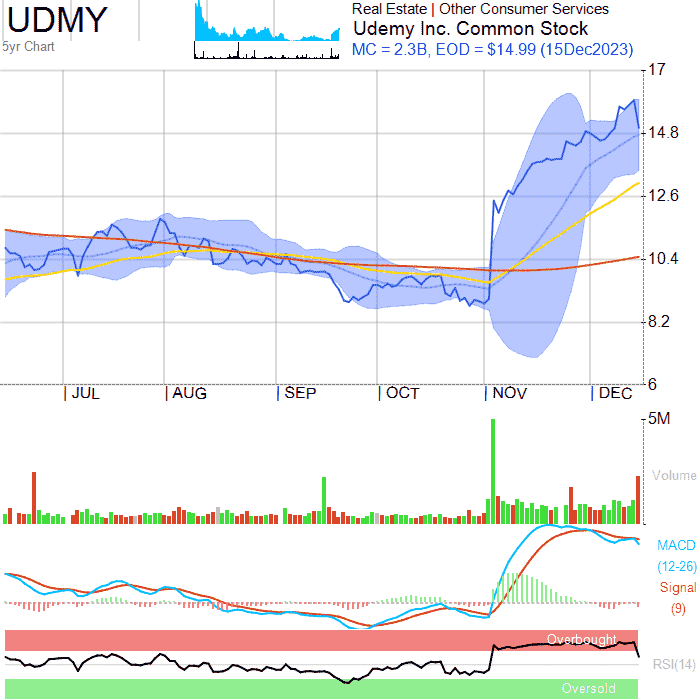 UDMY
5yr Chart
Real Estate | Other Consumer Services
Udemy Inc. Common Stock
MC = 2.3B, EOD = $14.99 (15Dec2023)
17
14.8
12.6
10.4
8.2
6
| JUL | AUG | SEP | OCT | NOV | DEC
5M
Volume
MACD
(12-26)
Signal
(9)
Overbought
RSI(14)
Oversold